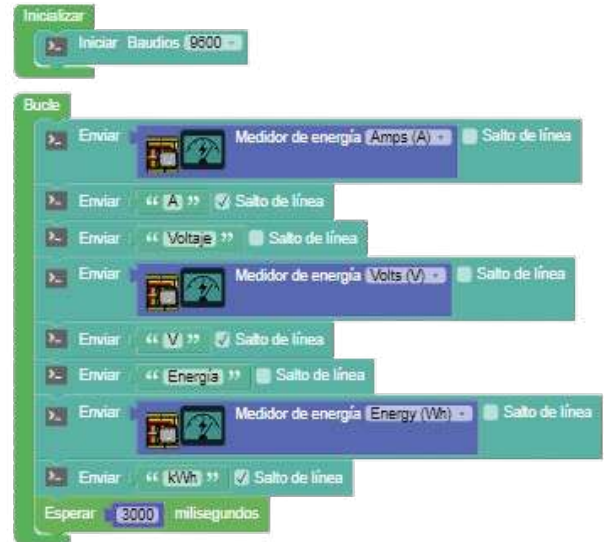 Inicializar
Iniciar Baudios 9600
Bucle
Enviar Medidor de energía Amps (A) Salto de línea
Enviar “ A ” Salto de línea
Enviar “ Voltaje ” Salto de línea
Enviar Medidor de energía Volts (V) Salto de línea
Enviar “ V ” Salto de línea
Enviar “ Energía ” Salto de línea
Enviar Medidor de energía Energy (Wh) Salto de línea
Enviar “ kWh ” Salto de línea
Esperar 3000 milisegundos